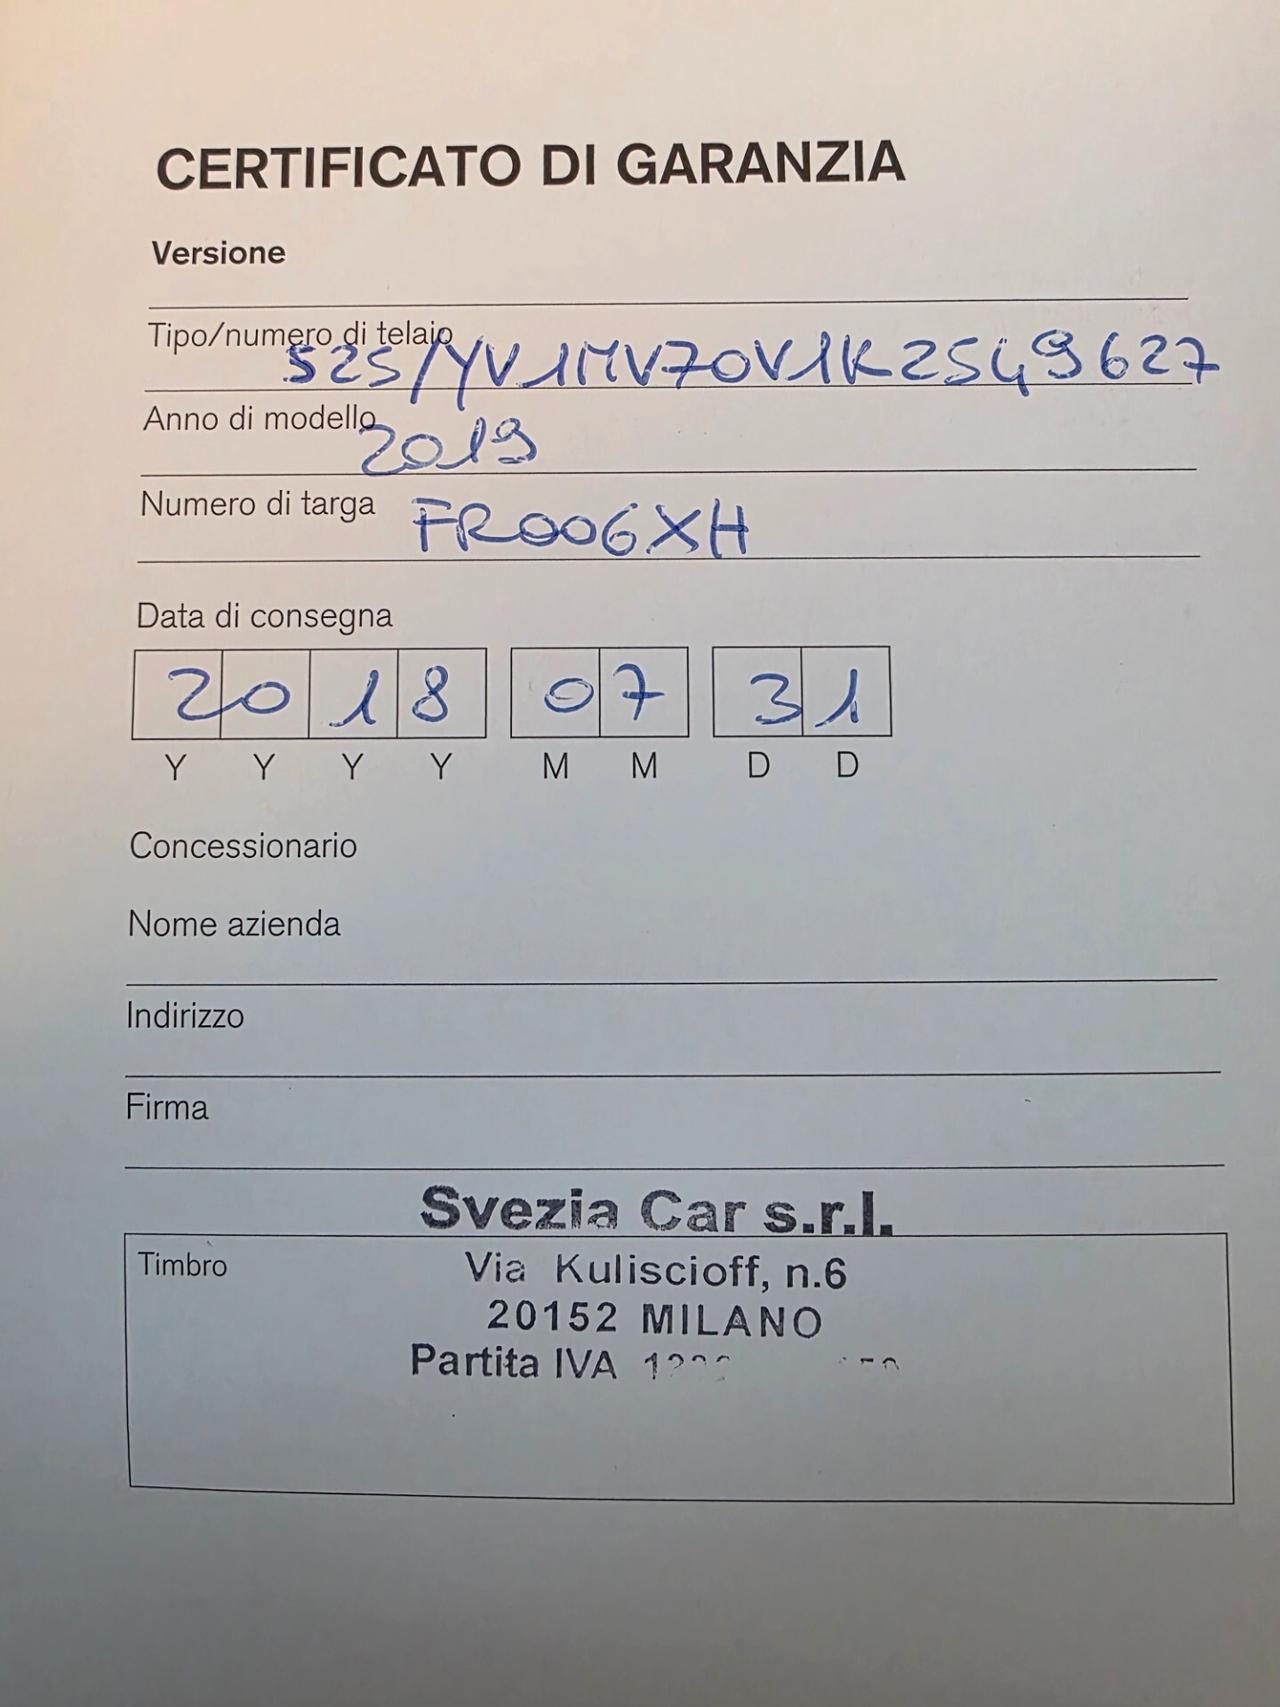 CERTIFICATO DI GARANZIA
Versione
Tipo/numero di telaio 525/YV1MV70V1K2549627
Anno di modello 2019
Numero di targa FR006XH
Data di consegna
2018 07 31
Y Y Y Y M M D D
Concessionario
Nome azienda
Indirizzo
Firma
Svezia Car s.r.l.
Timbro
Via Kuliscioff, n.6
20152 MILANO
Partita IVA